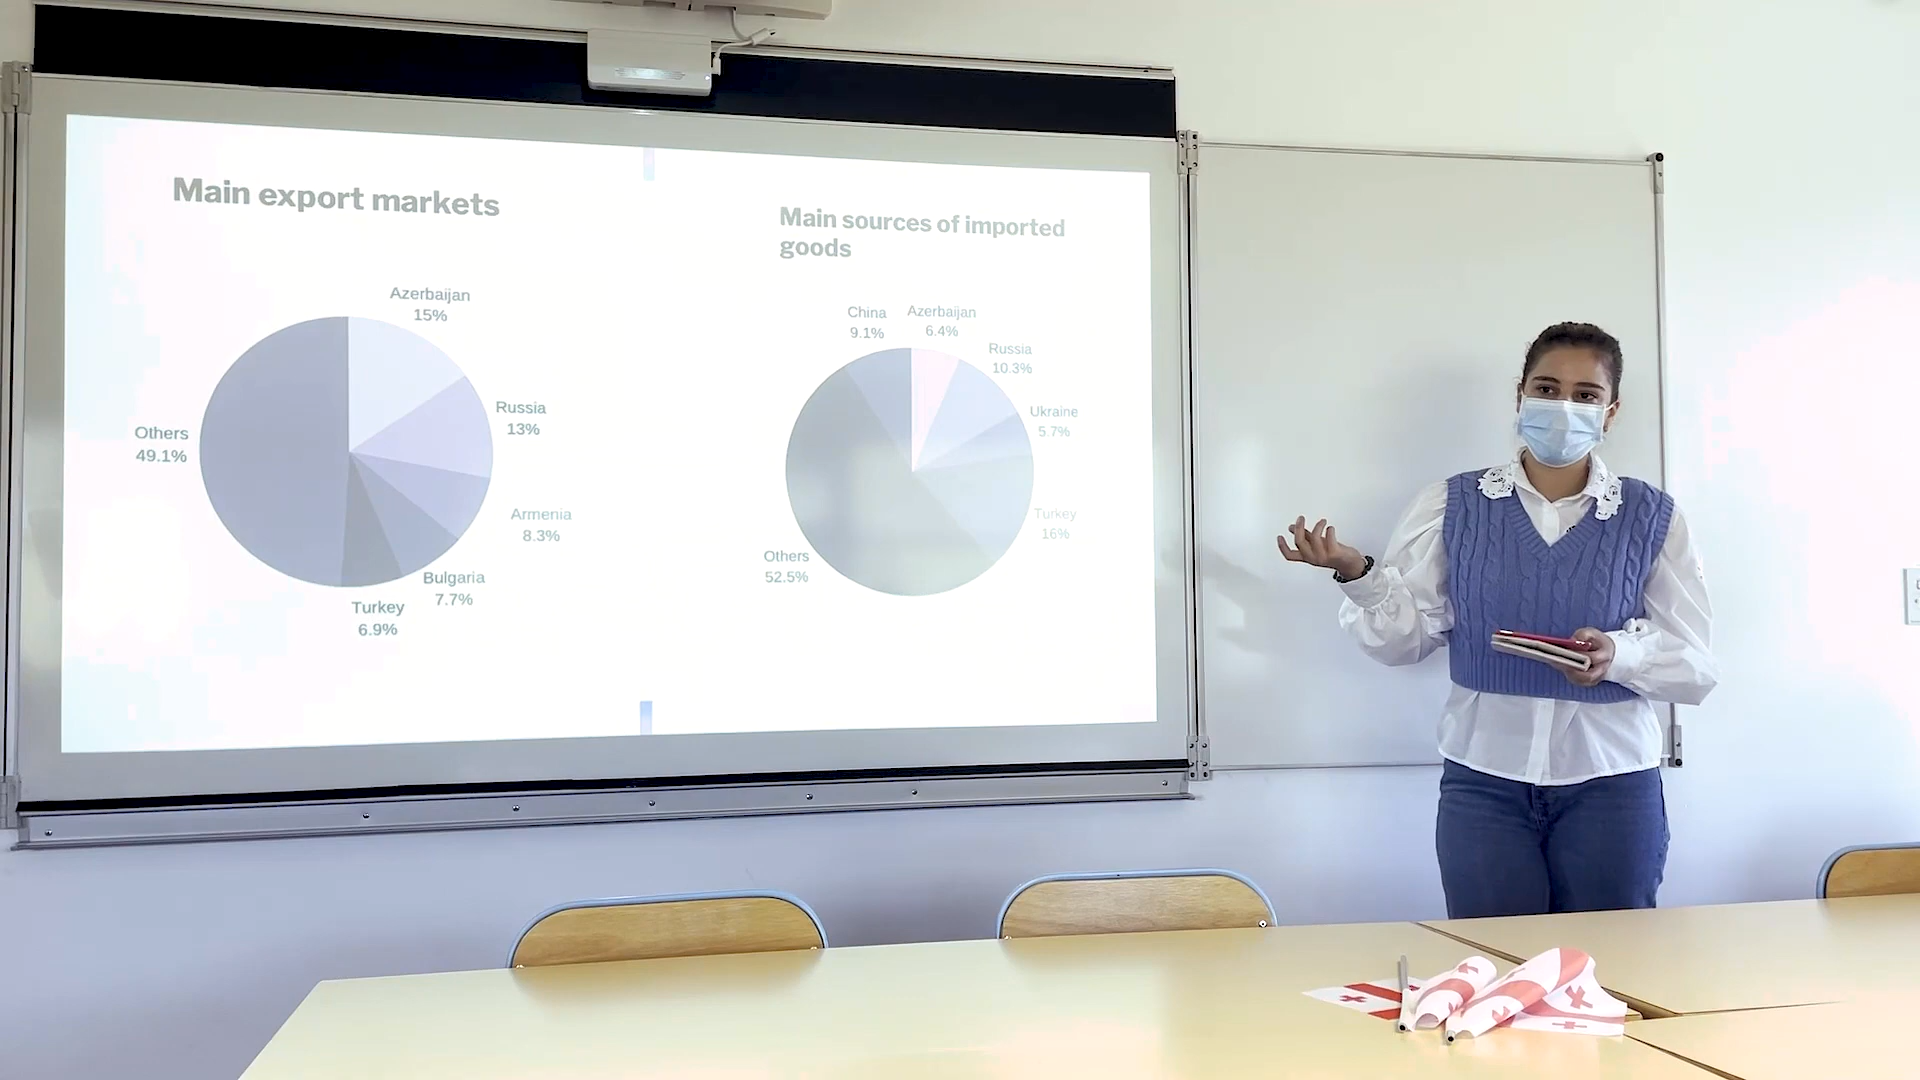 Main export markets
Azerbaijan
15%
Russia
13%
Armenia
8.3%
Bulgaria
7.7%
Turkey
6.9%
Others
49.1%
Main sources of imported
goods
China
9.1%
Azerbaijan
6.4%
Russia
10.3%
Ukraine
5.7%
Turkey
16%
Others
52.5%